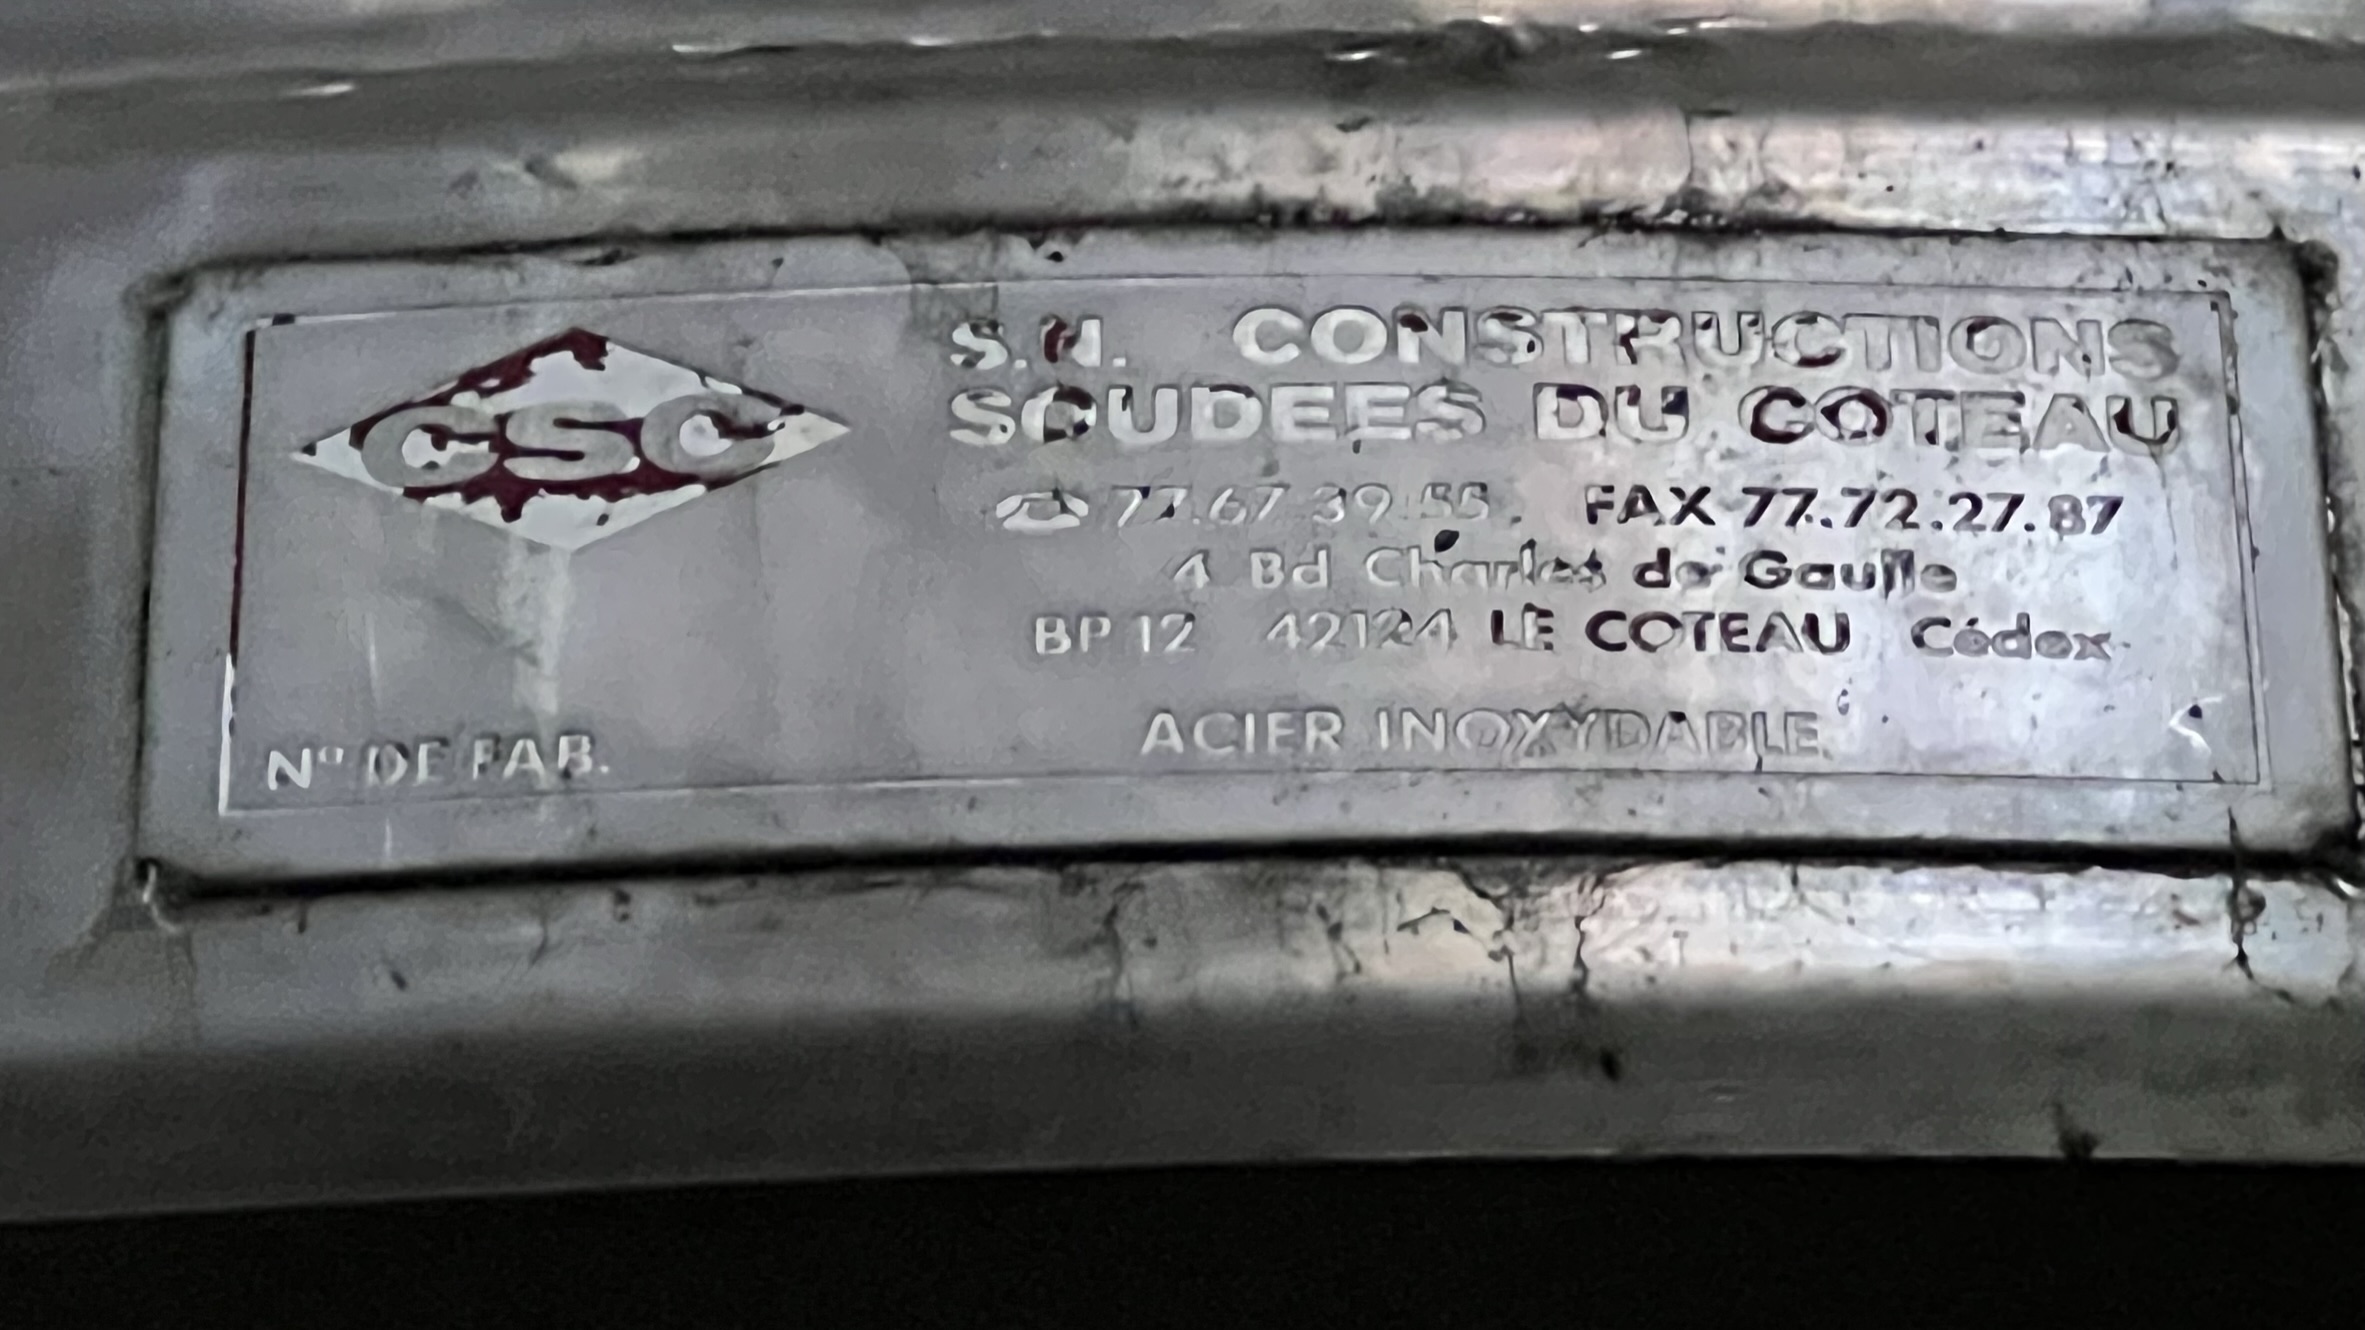 CSC
S.N. CONSTRUCTIONS
SOUDEES DU COTEAU
77.67.39.55. FAX 77.72.27.87
4 Bd Charles de Gaulle
BP 12 42124 LE COTEAU Cédex
ACIER INOXYDABLE
N° DE FAB.